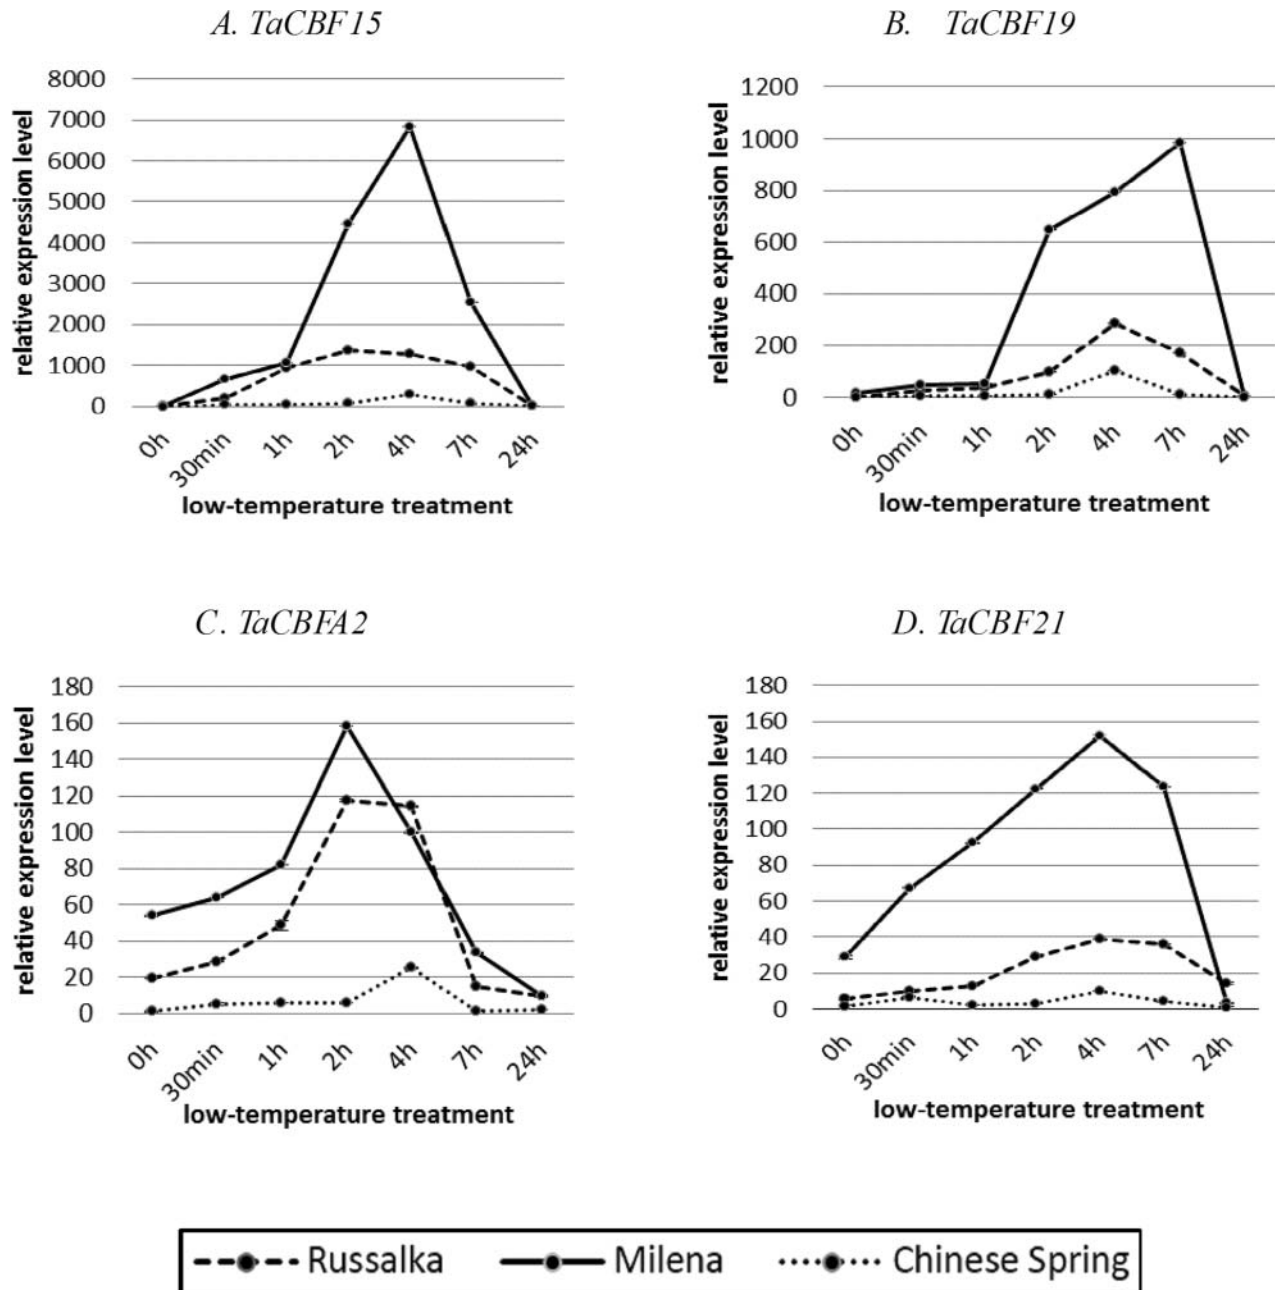 A. TaCBF15
8000
7000
6000
5000
4000
3000
2000
1000
0
relative expression level
0h
30min
1h
2h
4h
7h
24h
low-temperature treatment
B. TaCBF19
1200
1000
800
600
400
200
0
relative expression level
0h
30min
1h
2h
4h
7h
24h
low-temperature treatment
C. TaCBFA2
180
160
140
120
100
80
60
40
20
0
relative expression level
0h
30min
1h
2h
4h
7h
24h
low-temperature treatment
D. TaCBF21
180
160
140
120
100
80
60
40
20
0
relative expression level
0h
30min
1h
2h
4h
7h
24h
low-temperature treatment
Russalka Milena Chinese Spring